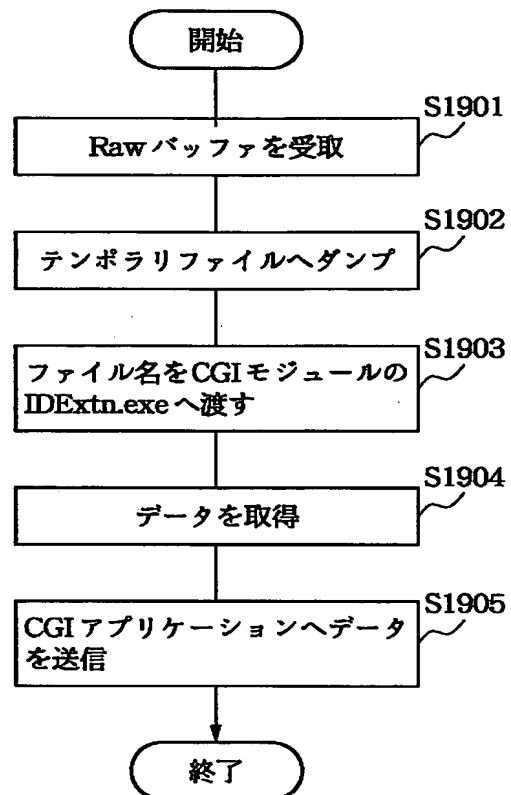 開始
S1901
Rawバッファを受取
S1902
テンポラリファイルへダンプ
S1903
ファイル名をCGIモジュールの
IDExtn.exeへ渡す
S1904
データを取得
S1905
CGIアプリケーションへデータ
を送信
終了